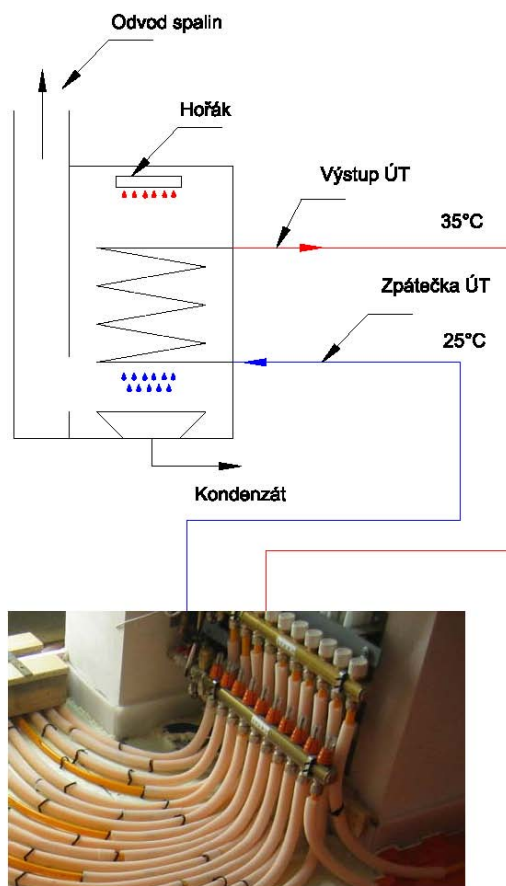 Odvod spalin
Hořák
Výstup ÚT
35°C
Zpátečka ÚT
25°C
Kondenzát